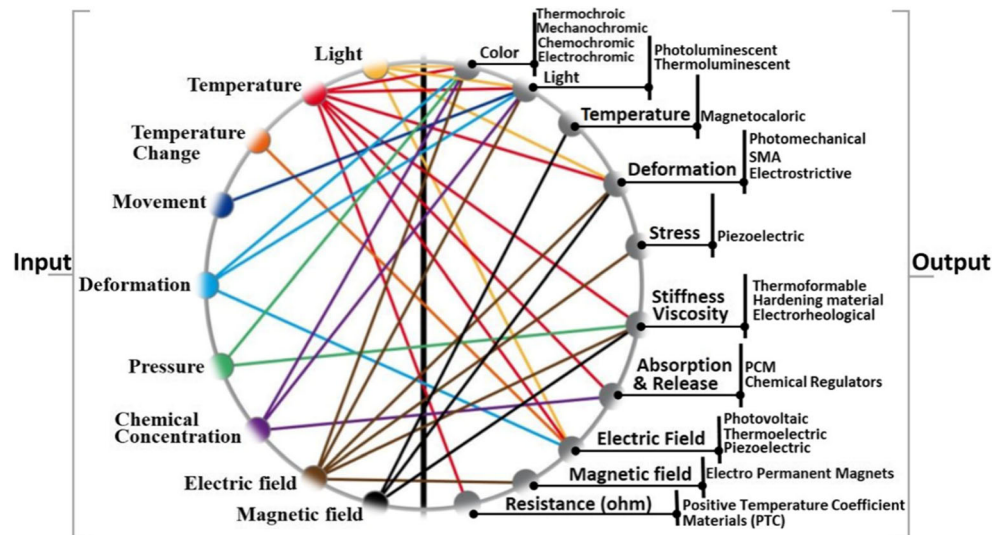 Input
Light
Temperature
Temperature
Change
Movement
Deformation
Pressure
Chemical
Concentration
Electric field
Magnetic field
Color
Thermochroic
Mechanochromic
Chemochromic
Electrochromic
Light
Photoluminescent
Thermoluminescent
Temperature
Magnetocaloric
Deformation
Photomechanical
SMA
Electrostrictive
Stress
Piezoelectric
Stiffness
Viscosity
Thermoformable
Hardening material
Electrorheological
Absorption
& Release
PCM
Chemical Regulators
Electric Field
Photovoltaic
Thermoelectric
Piezoelectric
Magnetic field
Electro Permanent Magnets
Resistance (ohm)
Positive Temperature Coefficient
Materials (PTC)
Output